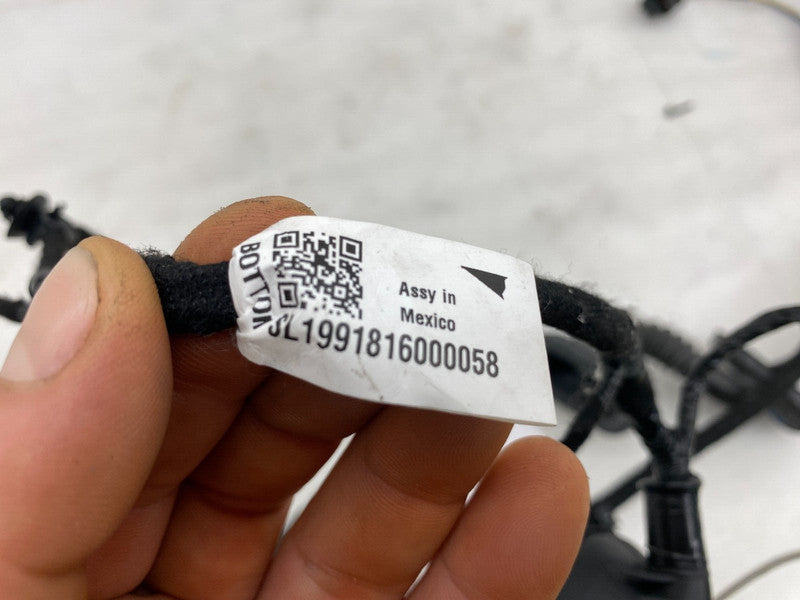 BOTTOM
Assy in
Mexico
JL1991816000058